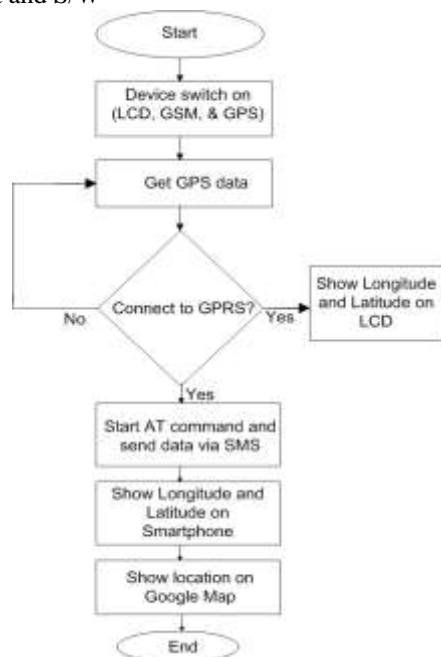 and S/W
Start
Device switch on
(LCD, GSM, & GPS)
Get GPS data
Connect to GPRS?
No
Yes
Show Longitude
and Latitude on
LCD
Yes
Start AT command and
send data via SMS
Show Longitude and
Latitude on
Smartphone
Show location on
Google Map
End